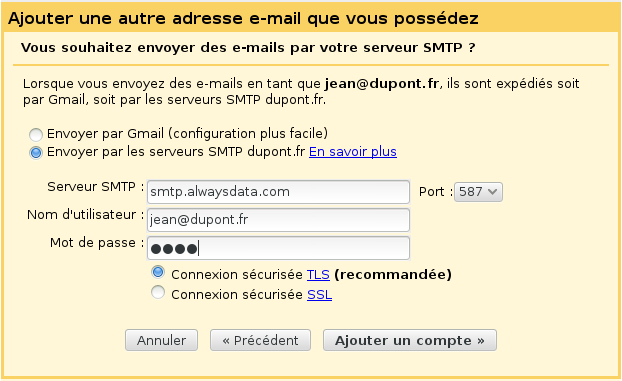 Ajouter une autre adresse e-mail que vous possédez
Vous souhaitez envoyer des e-mails par votre serveur SMTP ?
Lorsque vous envoyez des e-mails en tant que jean@dupont.fr, ils sont expédiés soit
par Gmail, soit par les serveurs SMTP dupont.fr.
Envoyer par Gmail (configuration plus facile)
Envoyer par les serveurs SMTP dupont.fr En savoir plus
Serveur SMTP : smtp.alwaysdata.com Port : 587
Nom d'utilisateur : jean@dupont.fr
Mot de passe : ●●●●
Connexion sécurisée TLS (recommandée)
Connexion sécurisée SSL
Annuler « Précédent Ajouter un compte »